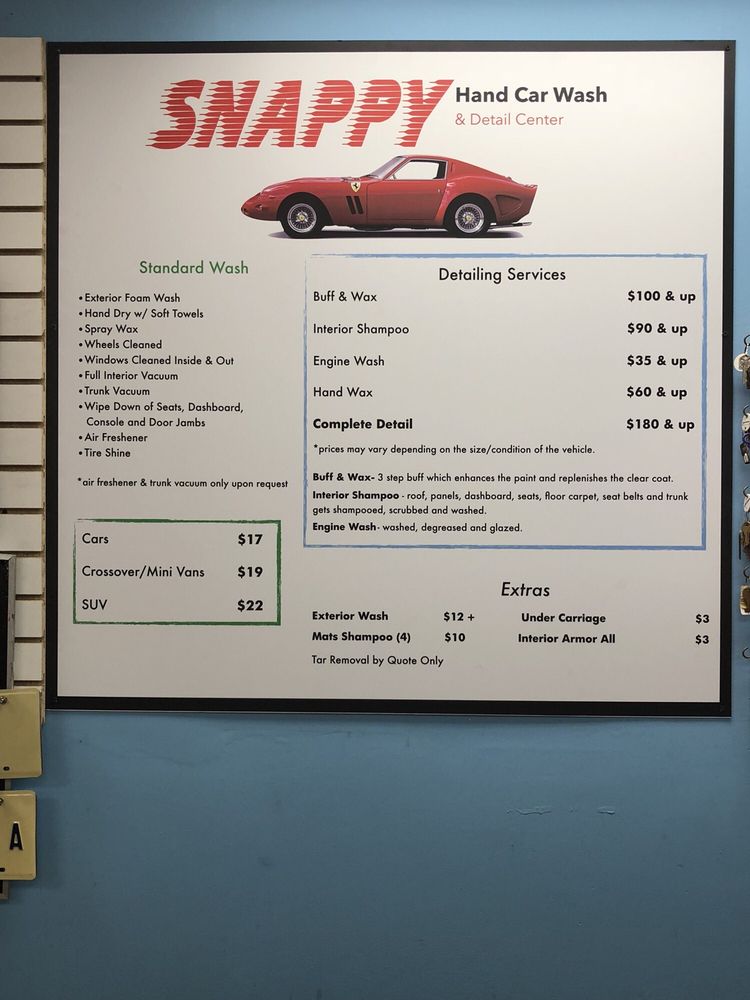 SNAPPY Hand Car Wash
& Detail Center
Standard Wash
•Exterior Foam Wash
•Hand Dry w/ Soft Towels
•Spray Wax
•Wheels Cleaned
•Windows Cleaned Inside & Out
•Full Interior Vacuum
•Trunk Vacuum
•Wipe Down of Seats, Dashboard,
Console and Door Jambs
•Air Freshener
•Tire Shine
*air freshener & trunk vacuum only upon request
Cars $17
Crossover/Mini Vans $19
SUV $22
Detailing Services
Buff & Wax $100 & up
Interior Shampoo $90 & up
Engine Wash $35 & up
Hand Wax $60 & up
Complete Detail $180 & up
*prices may vary depending on the size/condition of the vehicle.
Buff & Wax- 3 step buff which enhances the paint and replenishes the clear coat.
Interior Shampoo - roof, panels, dashboard, seats, floor carpet, seat belts and trunk
gets shampooed, scrubbed and washed.
Engine Wash- washed, degreased and glazed.
Extras
Exterior Wash $12 + Under Carriage $3
Mats Shampoo (4) $10 Interior Armor All $3
Tar Removal by Quote Only
A